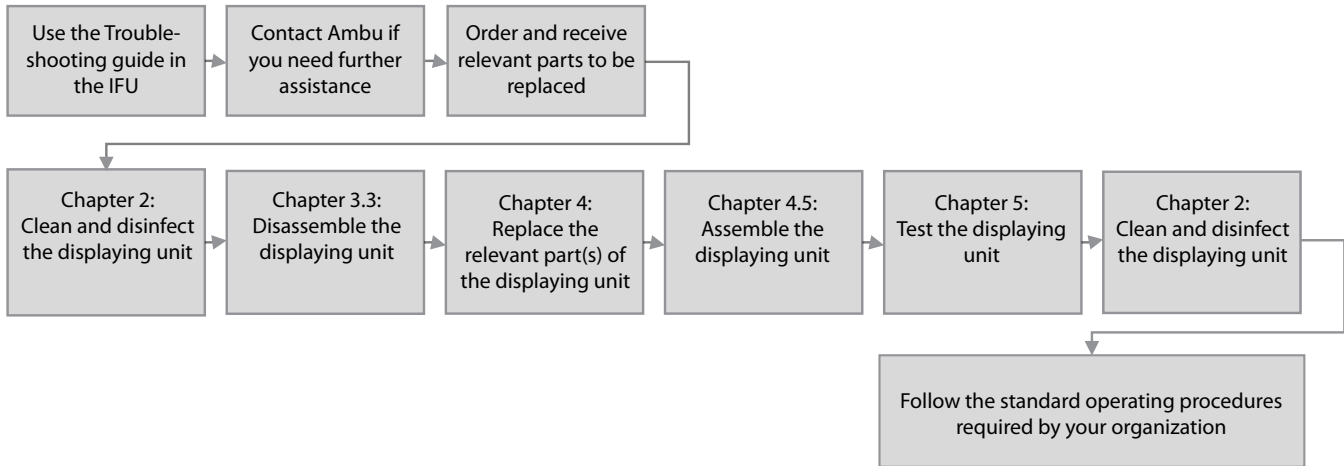 Use the Trouble-
shooting guide in
the IFU
Contact Ambu if
you need further
assistance
Order and receive
relevant parts to be
replaced
Chapter 2:
Clean and disinfect
the displaying unit
Chapter 3.3:
Disassemble the
displaying unit
Chapter 4:
Replace the
relevant part(s) of
the displaying unit
Chapter 4.5:
Assemble the
displaying unit
Chapter 5:
Test the displaying
unit
Chapter 2:
Clean and disinfect
the displaying unit
Follow the standard operating procedures
required by your organization